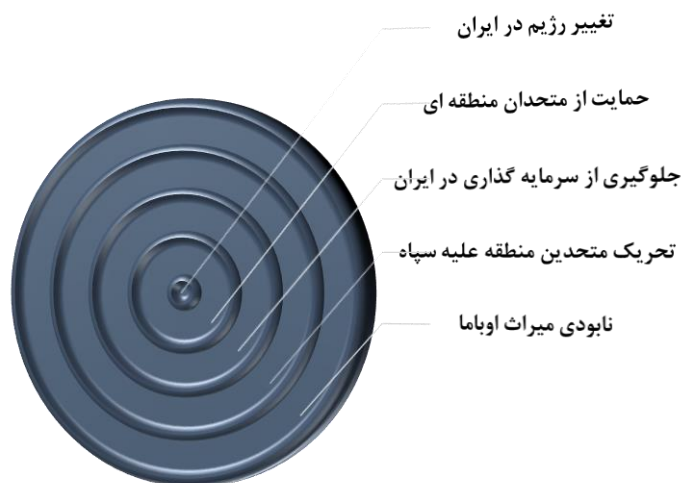 تغییر رژیم در ایران
حمایت از متحدان منطقه ای
جلوگیری از سرمایه گذاری در ایران
تحریک متحدین منطقه علیه سپاه
نابودی میراث اوباما